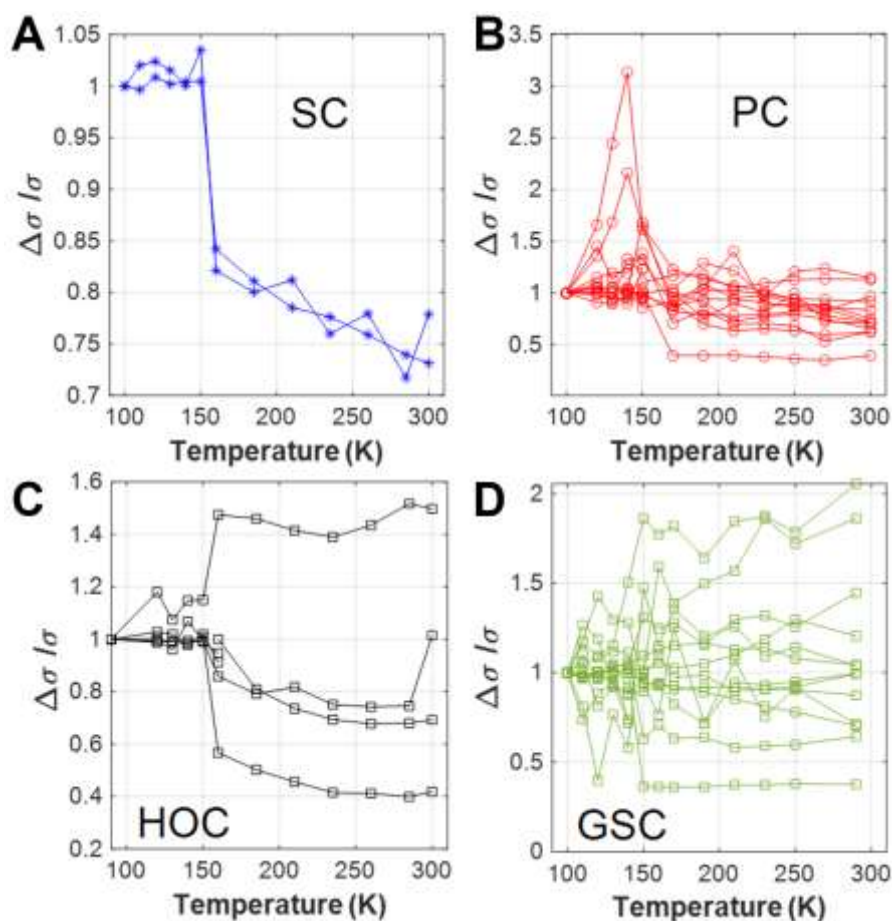 A
1.05
1
0.95
0.9
0.85
0.8
0.75
0.7
Δσ /σ
SC
100 150 200 250 300
Temperature (K)
B
3.5
3
2.5
2
1.5
1
0.5
Δσ /σ
PC
100 150 200 250 300
Temperature (K)
C
1.6
1.4
1.2
1
0.8
0.6
0.4
0.2
Δσ /σ
HOC
100 150 200 250 300
Temperature (K)
D
2
1.5
1
0.5
0
Δσ /σ
GSC
100 150 200 250 300
Temperature (K)